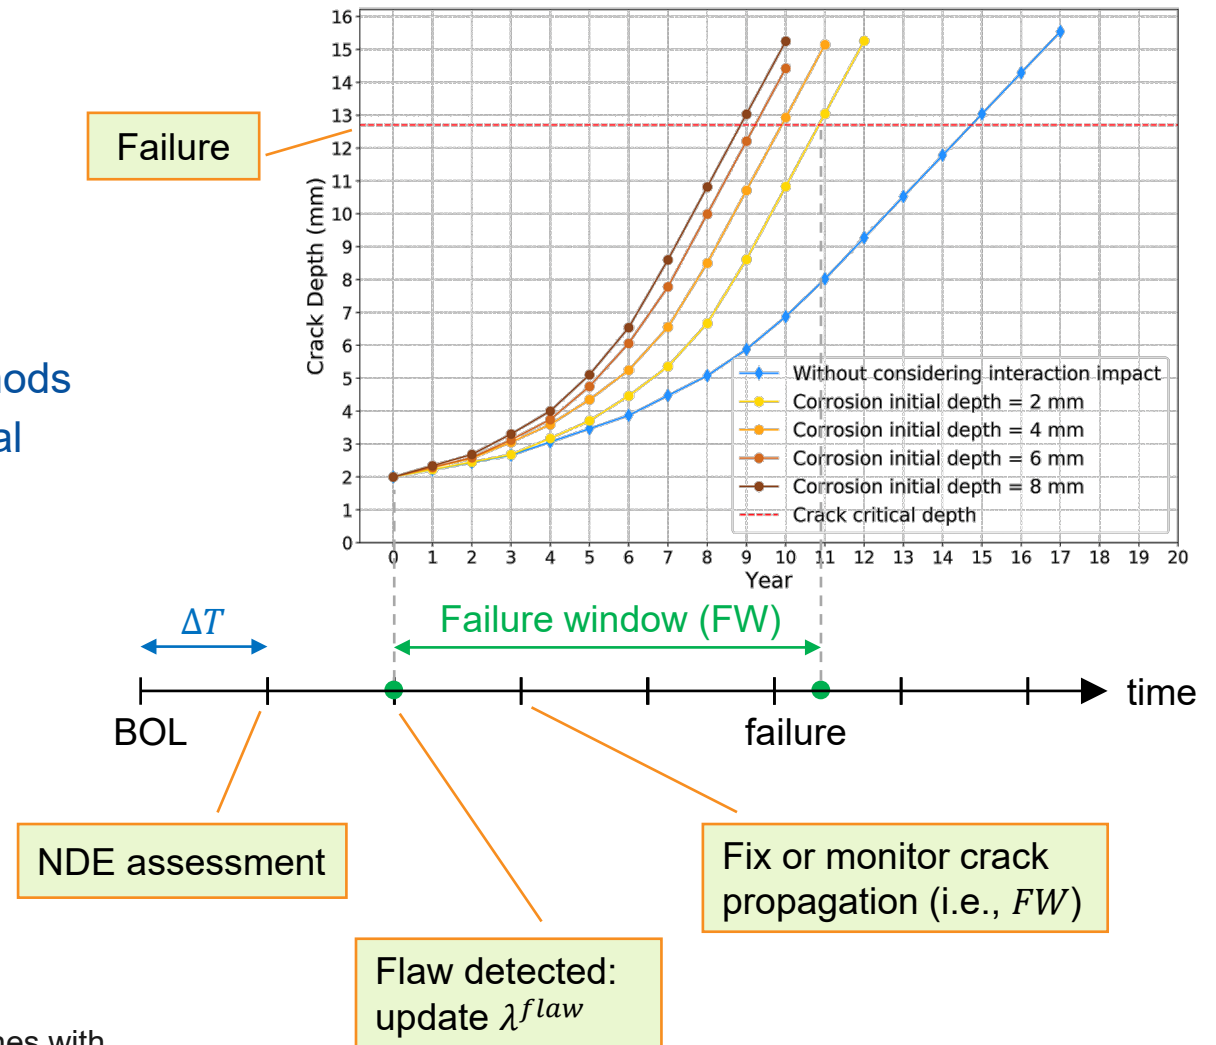 Failure
Crack Depth (mm)
16
15
14
13
12
11
10
9
8
7
6
5
4
3
2
1
0
Without considering interaction impact
Corrosion initial depth = 2 mm
Corrosion initial depth = 4 mm
Corrosion initial depth = 6 mm
Corrosion initial depth = 8 mm
Crack critical depth
0 1 2 3 4 5 6 7 8 9 10 11 12 13 14 15 16 17 18 19 20
Year
ΔT
Failure window (FW)
time
BOL
failure
NDE assessment
Fix or monitor crack
propagation (i.e., FW)
Flaw detected:
update λ^flaw